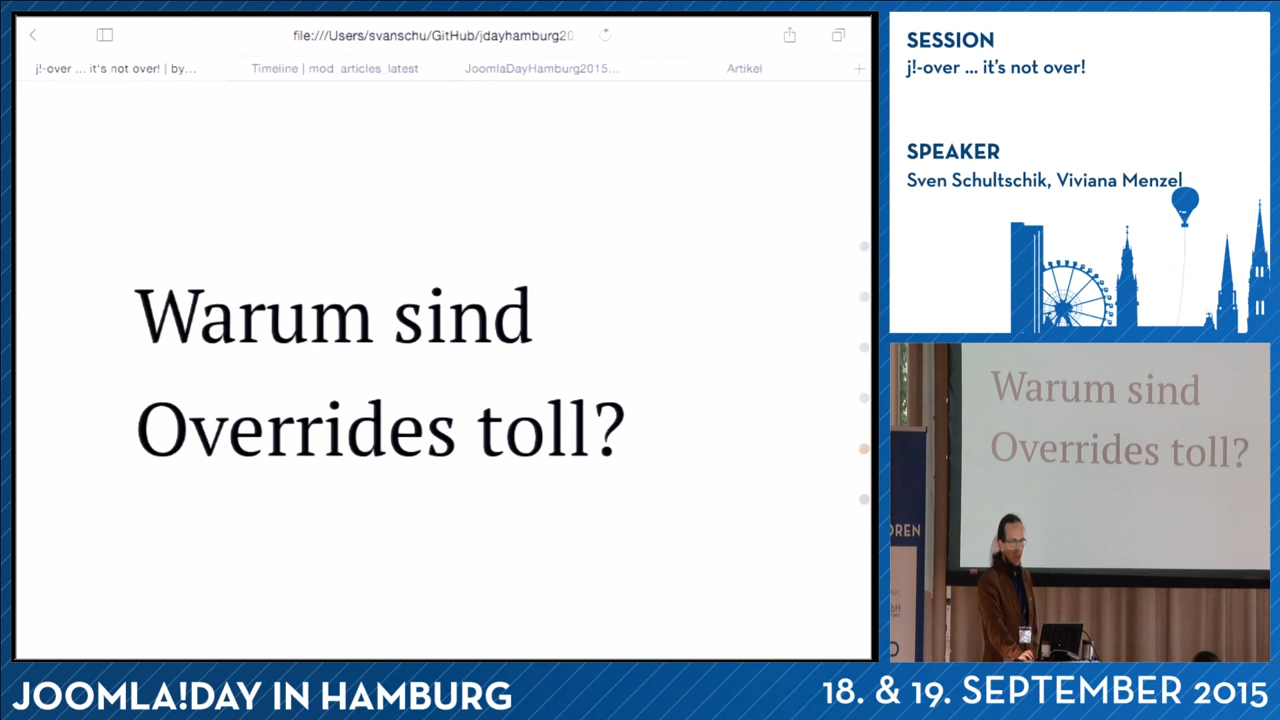 file:///Users/svanschu/GitHub/jdayhamburg20
j!-over ... it's not over! | by...
Timeline | mod_articles_latest
JoomlaDayHamburg2015...
Artikel
Warum sind
Overrides toll?
SESSION
j!-over ... it's not over!
SPEAKER
Sven Schultschik, Viviana Menzel
Warum sind
Overrides toll?
OREN
JOOMLA!DAY IN HAMBURG
18. & 19. SEPTEMBER 2015